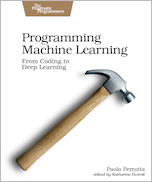 The
Pragmatic
Programmers
Programming
Machine Learning
From Coding to
Deep Learning
Paolo Perrotta
edited by Katharine Dvorak